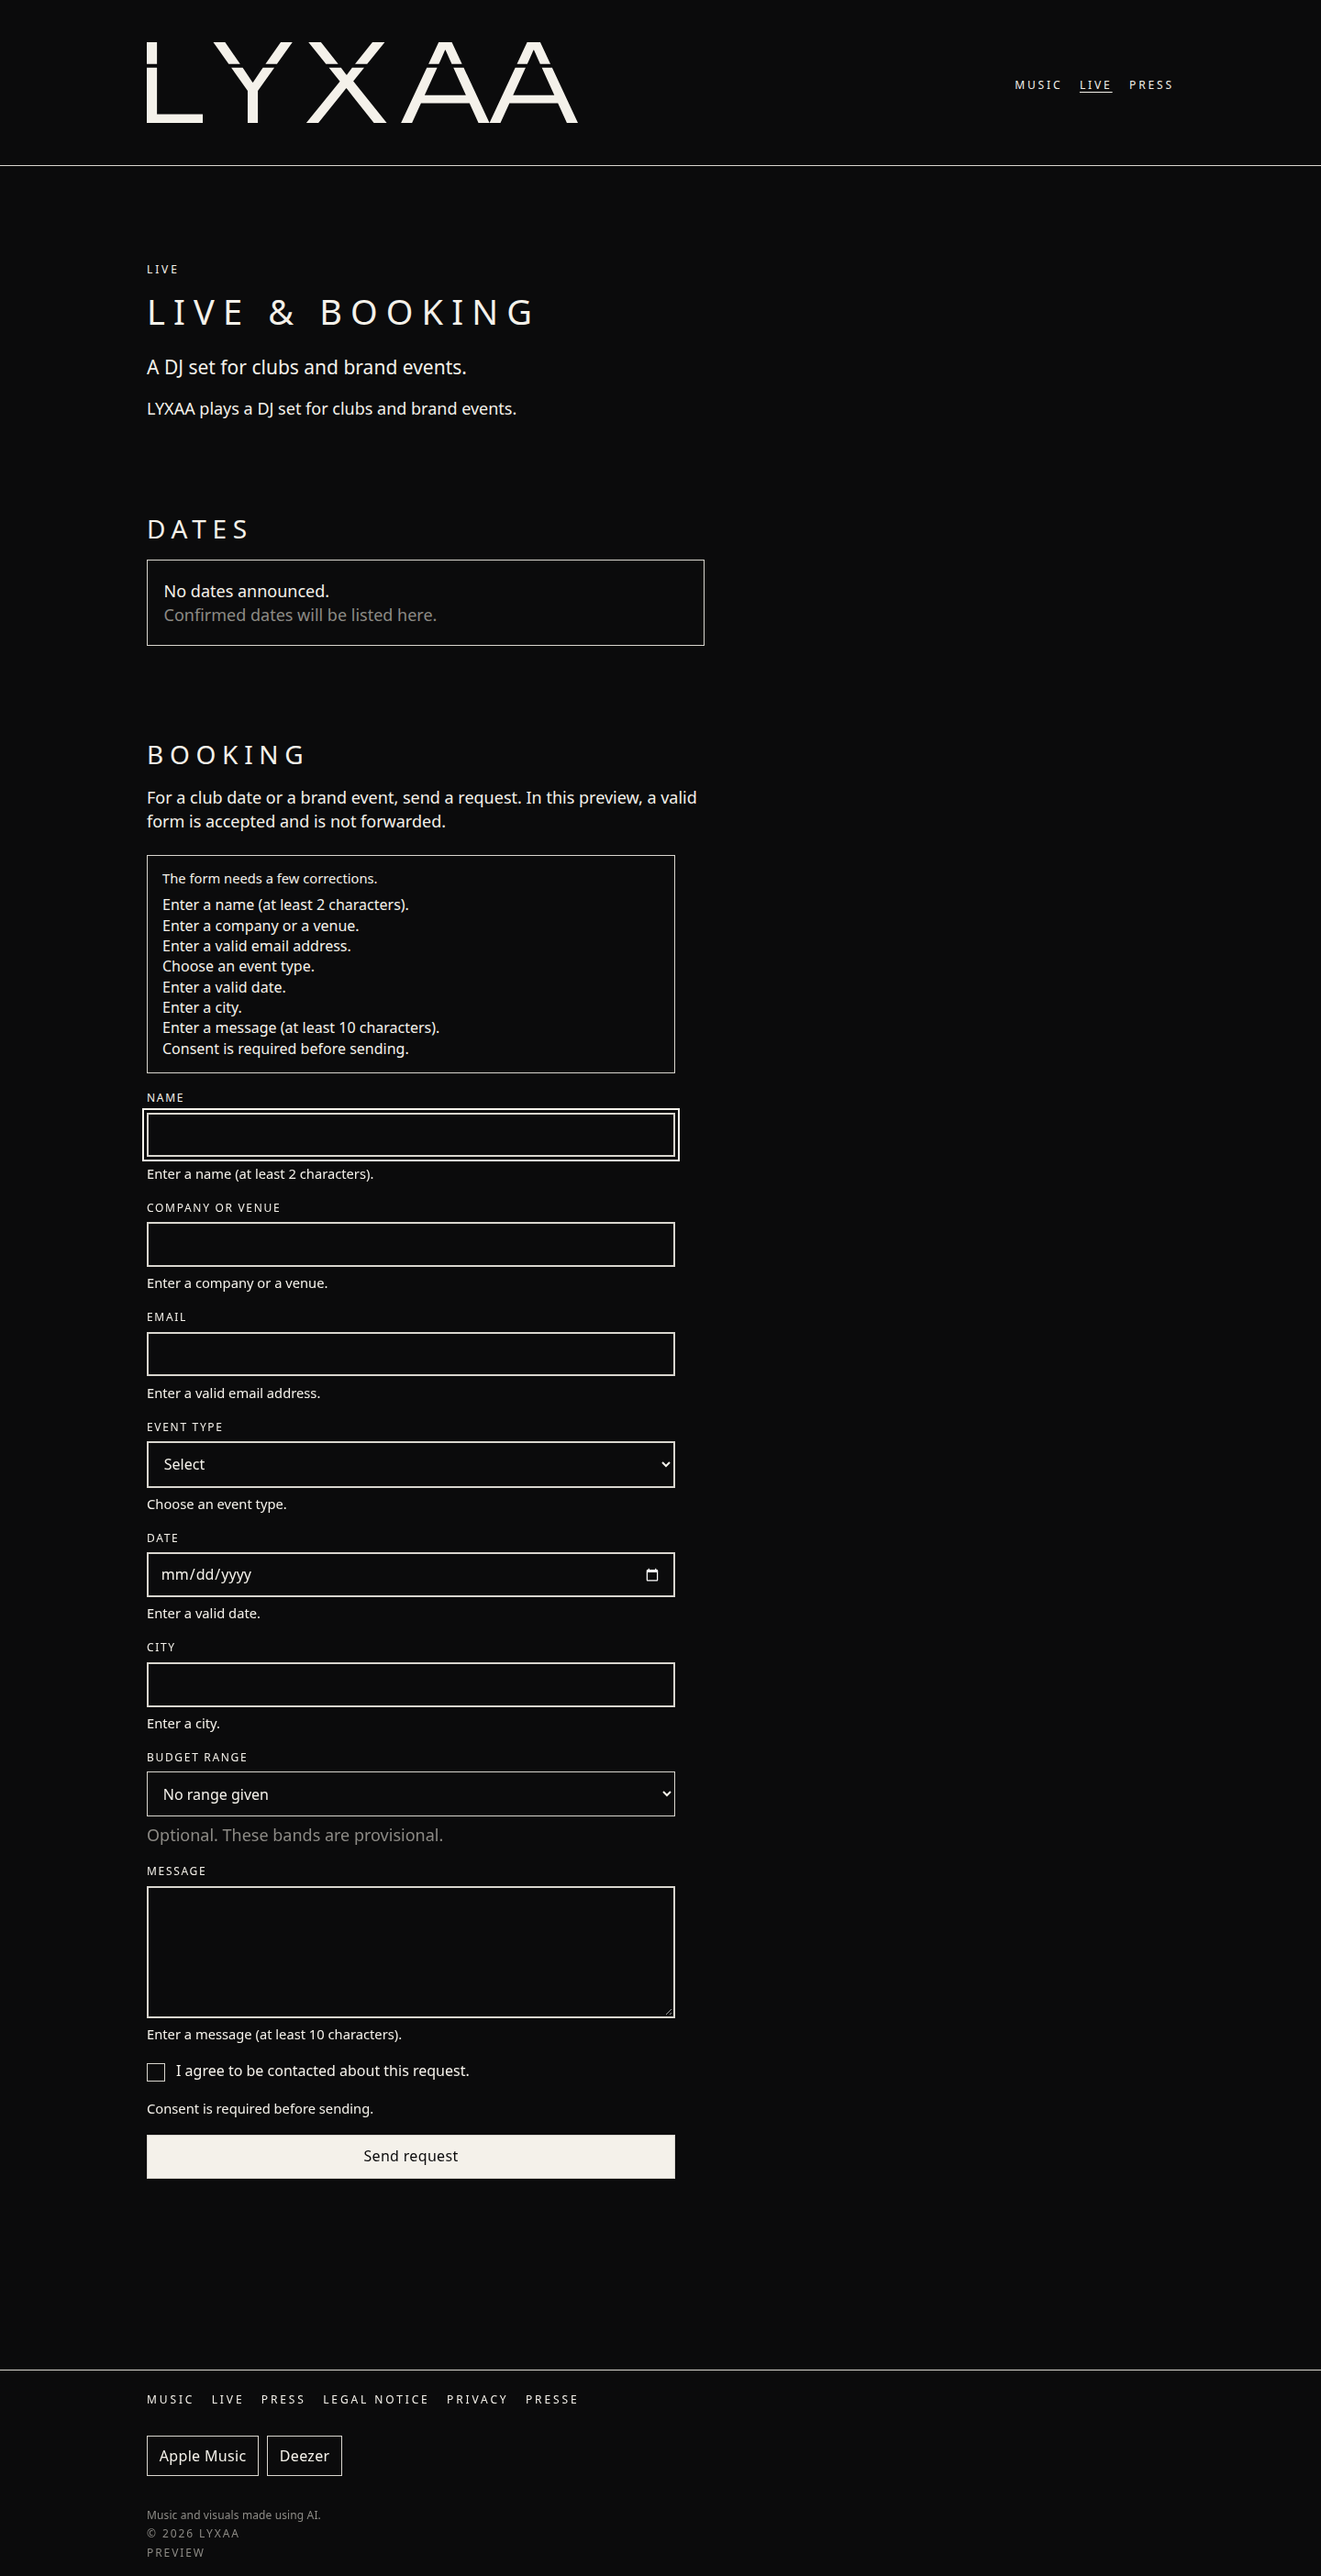 LYXAA
MUSIC LIVE PRESS
LIVE
LIVE & BOOKING
A DJ set for clubs and brand events.
LYXAA plays a DJ set for clubs and brand events.
DATES
No dates announced.
Confirmed dates will be listed here.
BOOKING
For a club date or a brand event, send a request. In this preview, a valid
form is accepted and is not forwarded.
The form needs a few corrections.
Enter a name (at least 2 characters).
Enter a company or a venue.
Enter a valid email address.
Choose an event type.
Enter a valid date.
Enter a city.
Enter a message (at least 10 characters).
Consent is required before sending.
NAME
Enter a name (at least 2 characters).
COMPANY OR VENUE
Enter a company or a venue.
EMAIL
Enter a valid email address.
EVENT TYPE
Select
Choose an event type.
DATE
mm/dd/yyyy
Enter a valid date.
CITY
Enter a city.
BUDGET RANGE
No range given
Optional. These bands are provisional.
MESSAGE
Enter a message (at least 10 characters).
I agree to be contacted about this request.
Consent is required before sending.
Send request
MUSIC LIVE PRESS LEGAL NOTICE PRIVACY PRESSE
Apple Music Deezer
Music and visuals made using AI.
© 2026 LYXAA
PREVIEW